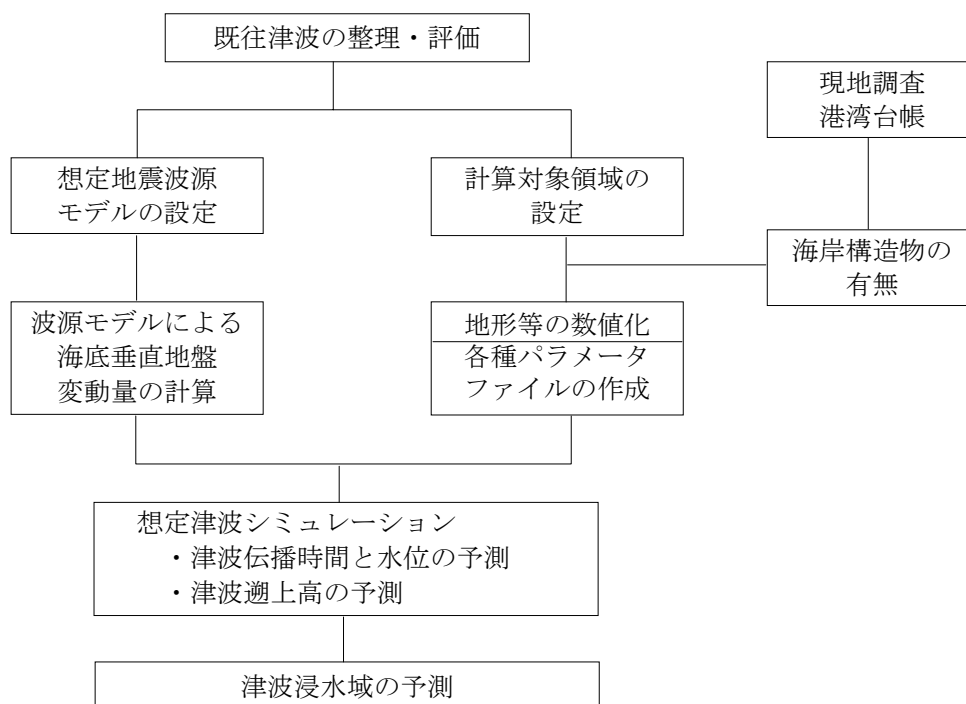 既往津波の整理・評価
現地調査
港湾台帳
想定地震波源
モデルの設定
計算対象領域の
設定
海岸構造物の
有無
波源モデルによる
海底垂直地盤
変動量の計算
地形等の数値化
各種パラメータ
ファイルの作成
想定津波シミュレーション
・津波伝播時間と水位の予測
・津波遡上高の予測
津波浸水域の予測